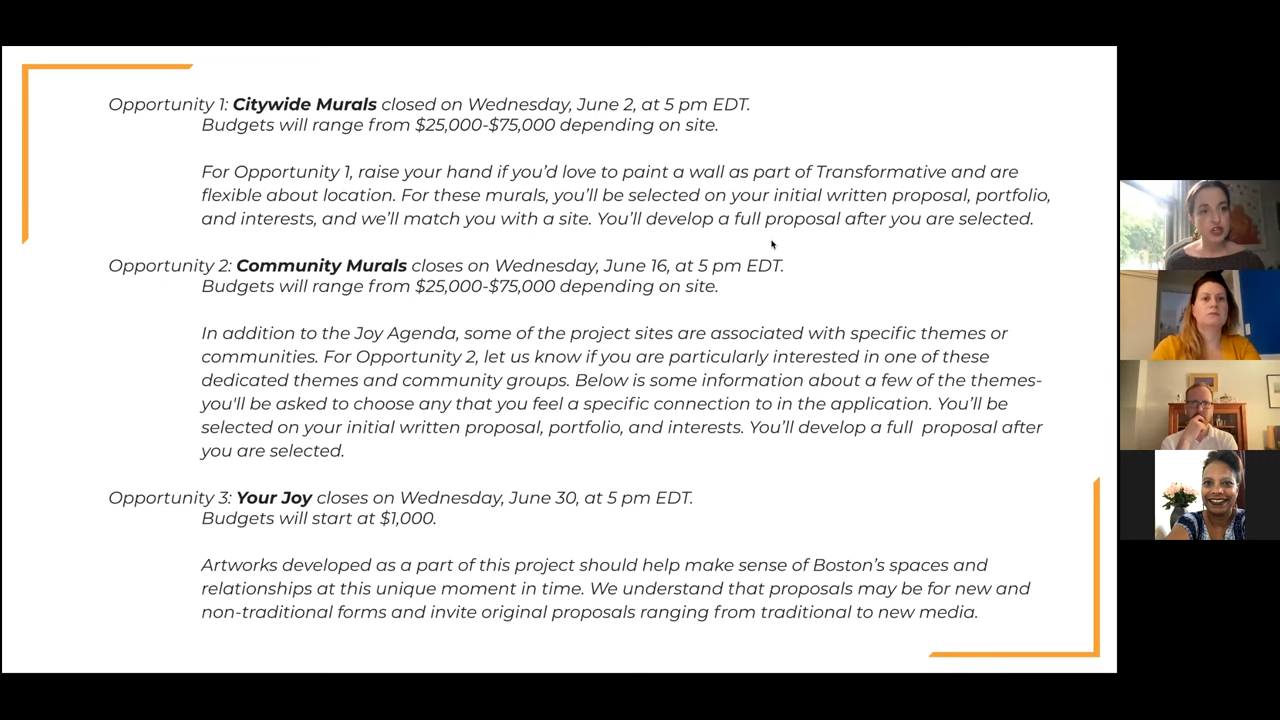 Opportunity 1: Citywide Murals closed on Wednesday, June 2, at 5 pm EDT.
Budgets will range from $25,000-$75,000 depending on site.
For Opportunity 1, raise your hand if you’d love to paint a wall as part of Transformative and are
flexible about location. For these murals, you’ll be selected on your initial written proposal, portfolio,
and interests, and we’ll match you with a site. You’ll develop a full proposal after you are selected.
Opportunity 2: Community Murals closes on Wednesday, June 16, at 5 pm EDT.
Budgets will range from $25,000-$75,000 depending on site.
In addition to the Joy Agenda, some of the project sites are associated with specific themes or
communities. For Opportunity 2, let us know if you are particularly interested in one of these
dedicated themes and community groups. Below is some information about a few of the themes-
you'll be asked to choose any that you feel a specific connection to in the application. You’ll be
selected on your initial written proposal, portfolio, and interests. You’ll develop a full  proposal after
you are selected.
Opportunity 3: Your Joy closes on Wednesday, June 30, at 5 pm EDT.
Budgets will start at $1,000.
Artworks developed as a part of this project should help make sense of Boston’s spaces and
relationships at this unique moment in time. We understand that proposals may be for new and
non-traditional forms and invite original proposals ranging from traditional to new media.